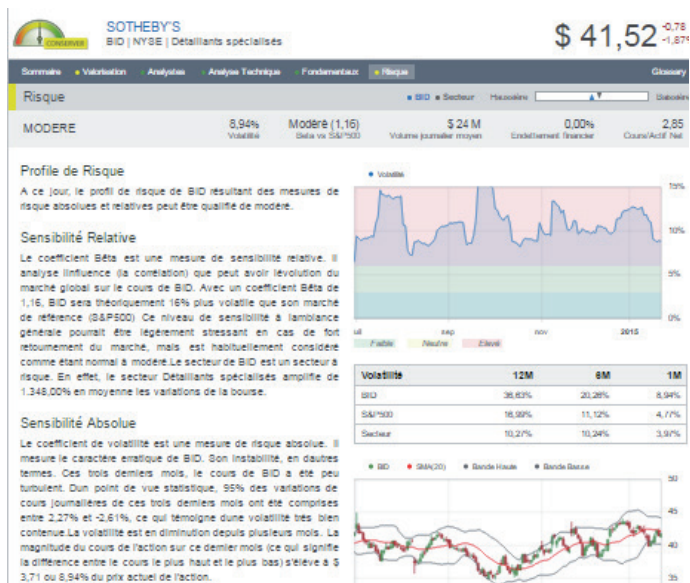 CONSERVER
SOTHEBY'S
BID | NYSE | Détaillants spécialisés
$ 41,52
-0,78
-1,87%
Sommaire
Valorisation
Analystes
Analyse Technique
Fondamentaux
Risque
Glossary
Risque
BID
Secteur
Haussière
Baissière
MODERE
8,94%
Volatilité
Modéré (1,16)
Beta vs S&P500
$ 24 M
Volume journalier moyen
0,00%
Endettement financier
2,85
Cours/Actif Net
Profile de Risque
A ce jour, le profil de risque de BID résultant des mesures de
risque absolues et relatives peut être qualifié de modéré.
Sensibilité Relative
Le coefficient Bêta est une mesure de sensibilité relative. Il
analyse linfluence (la corrélation) que peut avoir lévolution du
marché global sur le cours de BID. Avec un coefficient Bêta de
1,16, BID sera théoriquement 16% plus volatile que son marché
de référence (S&P500) Ce niveau de sensibilité à lambiance
générale pourrait être légèrement stressant en cas de fort
retournement du marché, mais est habituellement considéré
comme étant normal à modéré.Le secteur de BID est un secteur à
risque. En effet, le secteur Détaillants spécialisés amplifie de
1.348,00% en moyenne les variations de la bourse.
Sensibilité Absolue
Le coefficient de volatilité est une mesure de risque absolue. Il
mesure le caractère erratique de BID. Son instabilité, en dautres
termes. Ces trois derniers mois, le cours de BID a été peu
turbulent. Dun point de vue statistique, 95% des variations de
cours journalières de ces trois derniers mois ont été comprises
entre 2,27% et -2,61%, ce qui témoigne dune volatilité très bien
contenue.La volatilité est en diminution depuis plusieurs mois. La
magnitude du cours de l'action sur ce dernier mois (ce qui signifie
la différence entre le cours le plus haut et le plus bas) s'élève à $
3,71 ou 8,94% du prix actuel de l'action.
Volatilité
15%
10%
5%
0%
sep
nov
2015
Faible
Neutre
Elevé
Volatilité 12M 6M 1M
BID 36,63% 20,26% 8,94%
S&P500 16,99% 11,12% 4,77%
Secteur 10,27% 10,24% 3,97%
BID
SMA(20)
Bande Haute
Bande Basse
45
40
35